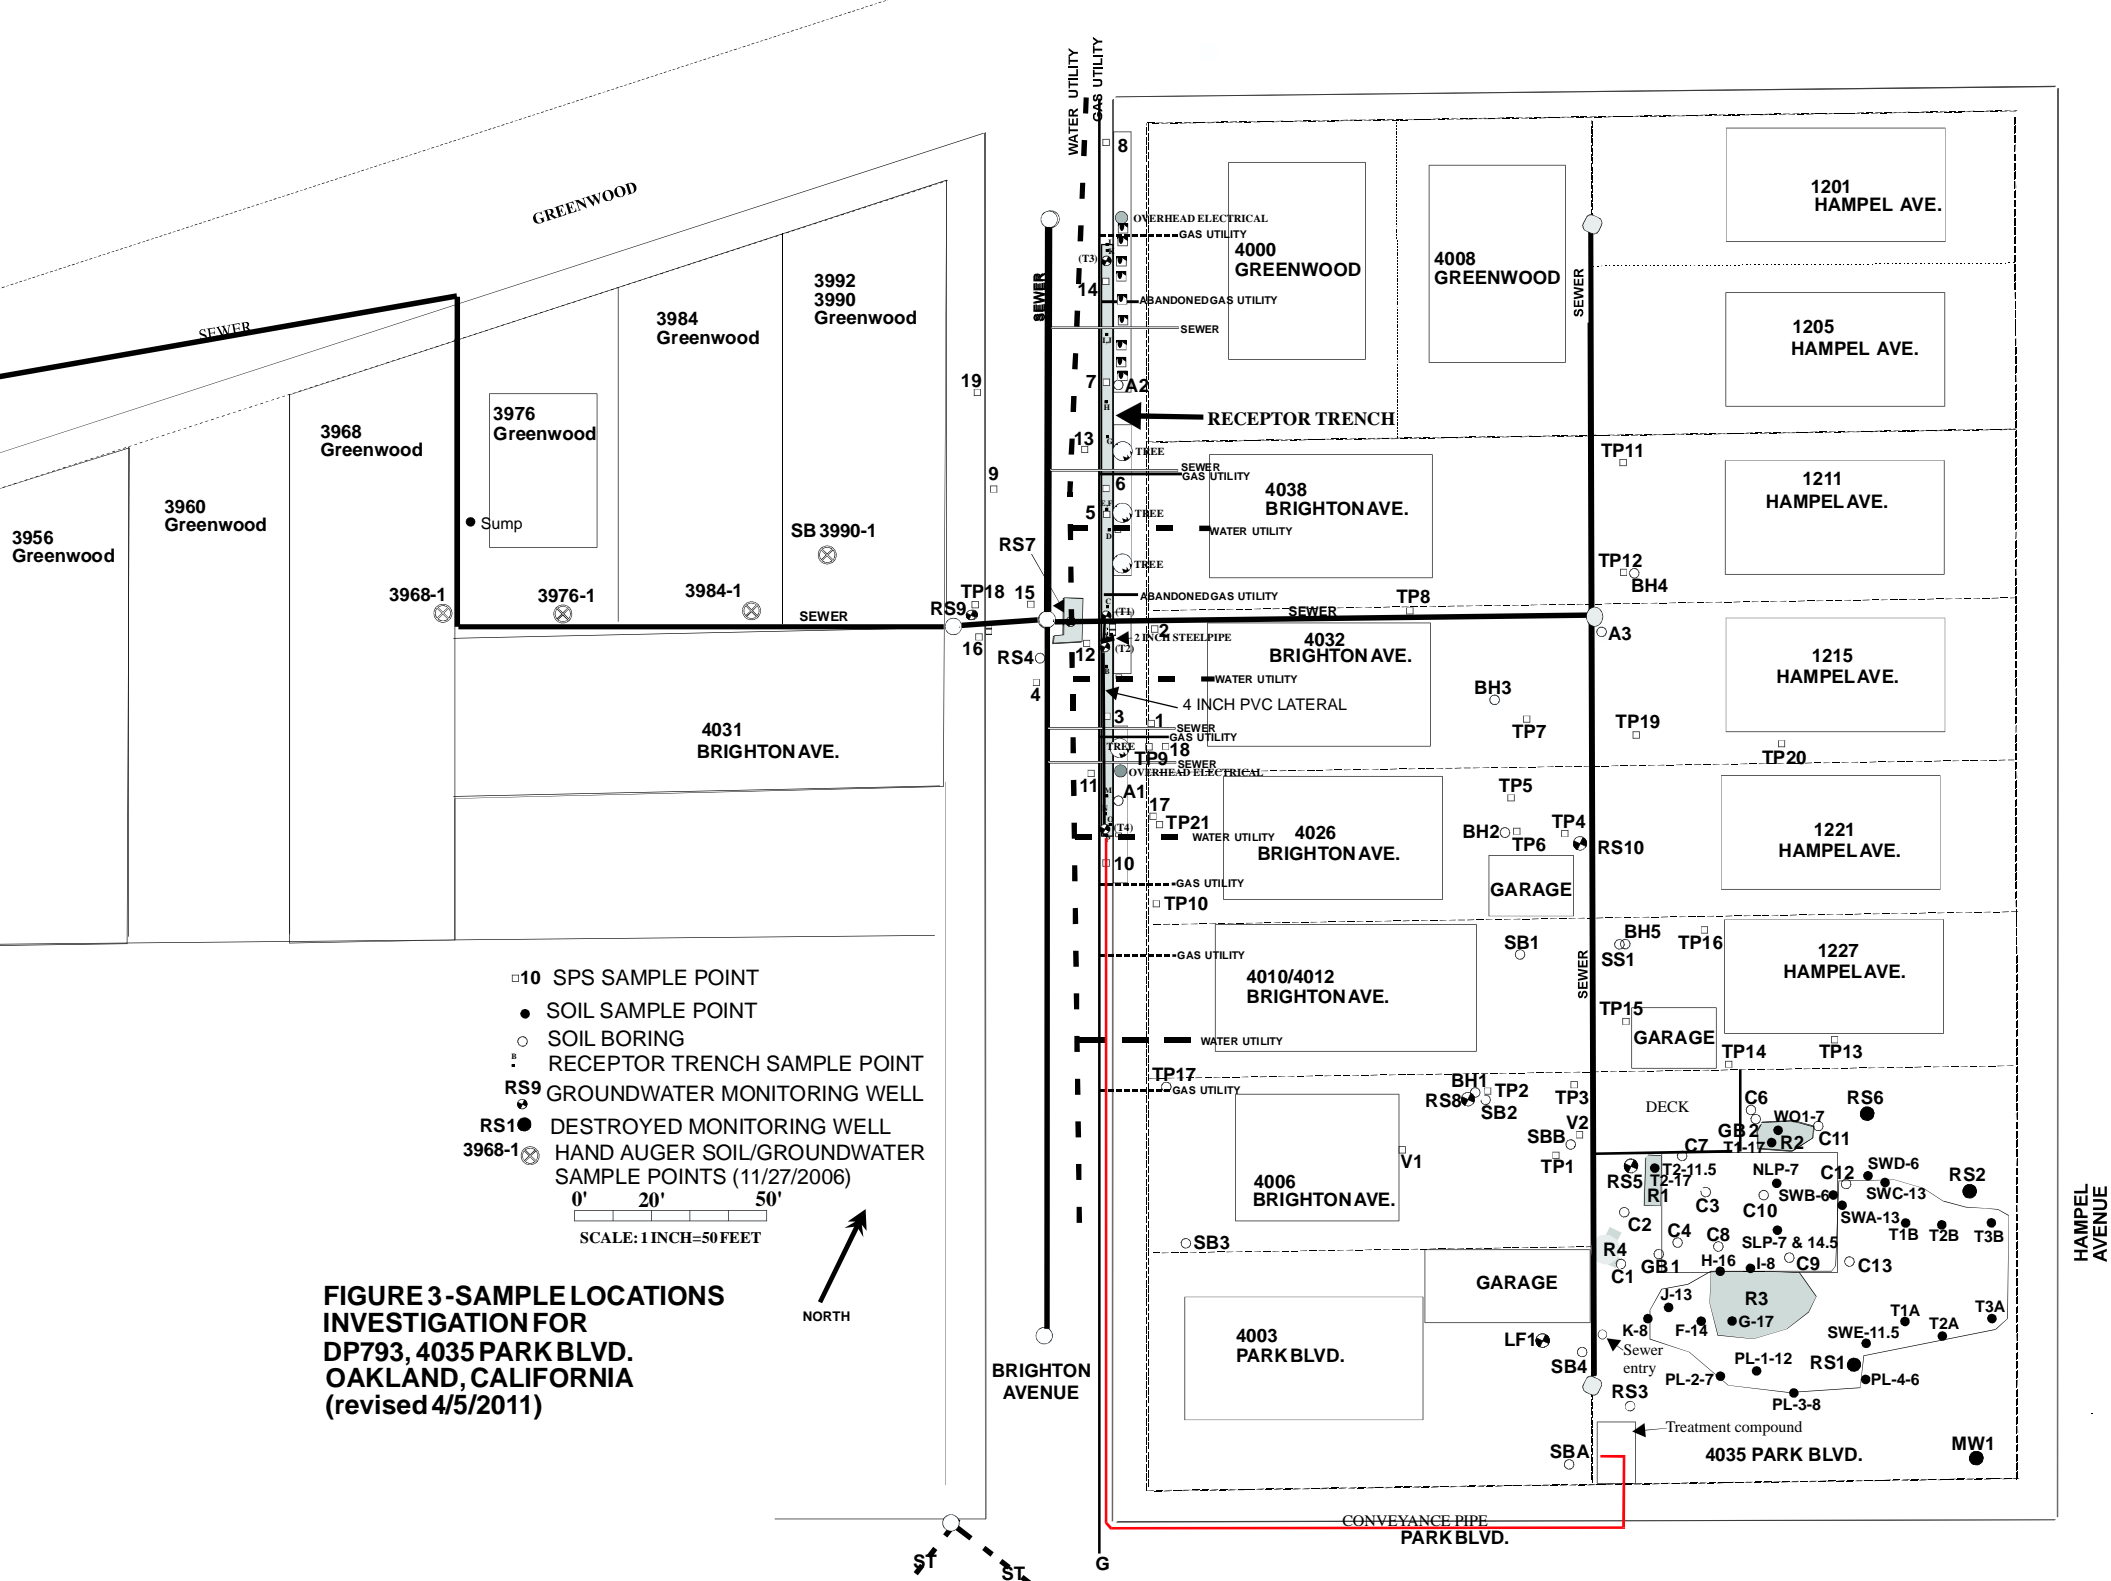 WATER UTILITY
GAS UTILITY
8
GREENWOOD
OVERHEAD ELECTRICAL
GAS UTILITY
(T3)
14
ABANDONED GAS UTILITY
SEWER
SEWER
SEWER
7
A2
RECEPTOR TRENCH
19
13
TREE
SEWER
GAS UTILITY
9
6
5
TREE
WATER UTILITY
TREE
RS7
4000
GREENWOOD
4008
GREENWOOD
SEWER
1201
HAMPEL AVE.
1205
HAMPEL AVE.
1211
HAMPEL AVE.
1215
HAMPEL AVE.
1221
HAMPEL AVE.
1227
HAMPEL AVE.
3992
3990
Greenwood
3984
Greenwood
3976
Greenwood
3968
Greenwood
3960
Greenwood
3956
Greenwood
Sump
SB 3990-1
3968-1
3976-1
3984-1
SEWER
RS9
TP18
15
16
RS4
4
12
ABANDONED GAS UTILITY
(T1)
2
2 INCH STEEL PIPE
(T2)
SEWER
TP8
WATER UTILITY
4 INCH PVC LATERAL
3
1
SEWER
GAS UTILITY
TREE
18
TP9
SEWER
OVERHEAD ELECTRICAL
11
A1
17
TP21
(T4)
WATER UTILITY
10
GAS UTILITY
TP10
GAS UTILITY
WATER UTILITY
TP17
GAS UTILITY
4038
BRIGHTON AVE.
4032
BRIGHTON AVE.
4026
BRIGHTON AVE.
4010/4012
BRIGHTON AVE.
4006
BRIGHTON AVE.
4003
PARK BLVD.
4031
BRIGHTON AVE.
TP11
TP12
BH4
A3
BH3
TP7
TP19
TP20
TP5
BH2
TP6
TP4
RS10
GARAGE
SB1
BH5
SS1
TP16
SEWER
TP15
GARAGE
TP14
TP13
BH1
RS8
TP2
SB2
TP3
V2
SBB
TP1
V1
SB3
DECK
C6
WO1-7
RS6
GB2
T1-17
R2
C11
C7
RS5
T2-11.5
T2-17
R1
NLP-7
C12
SWD-6
SWC-13
RS2
SWB-6
C3
C10
SWA-13
C2
C4
C8
SLP-7 & 14.5
T1B
T2B
T3B
R4
C1
GB1
H-16
I-8
C9
C13
J-13
R3
K-8
F-14
G-17
T1A
T2A
T3A
SWE-11.5
GARAGE
LF1
SB4
Sewer
entry
PL-1-12
RS1
PL-2-7
PL-4-6
PL-3-8
RS3
Treatment compound
4035 PARK BLVD.
MW1
SBA
HAMPEL
AVENUE
BRIGHTON
AVENUE
CONVEYANCE PIPE
PARK BLVD.
G
ST
ST
10 SPS SAMPLE POINT
SOIL SAMPLE POINT
SOIL BORING
B RECEPTOR TRENCH SAMPLE POINT
RS9 GROUNDWATER MONITORING WELL
RS1 DESTROYED MONITORING WELL
3968-1 HAND AUGER SOIL/GROUNDWATER
SAMPLE POINTS (11/27/2006)
0' 20' 50'
SCALE: 1 INCH=50 FEET
NORTH
FIGURE 3 -SAMPLE LOCATIONS
INVESTIGATION FOR
DP793, 4035 PARK BLVD.
OAKLAND, CALIFORNIA
(revised 4/5/2011)